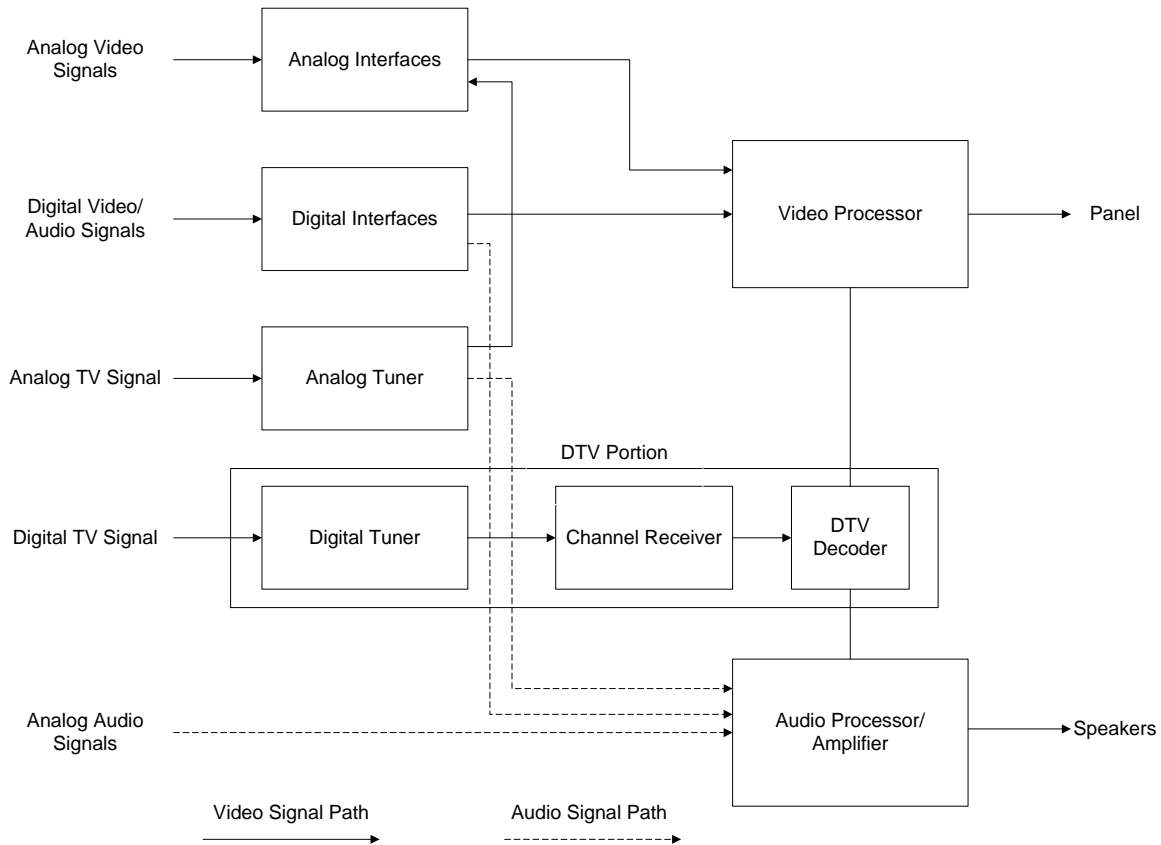 Analog Video
Signals
Analog Interfaces
Digital Video/
Audio Signals
Digital Interfaces
Video Processor
Panel
Analog TV Signal
Analog Tuner
DTV Portion
Digital TV Signal
Digital Tuner
Channel Receiver
DTV
Decoder
Analog Audio
Signals
Audio Processor/
Amplifier
Speakers
Video Signal Path
Audio Signal Path